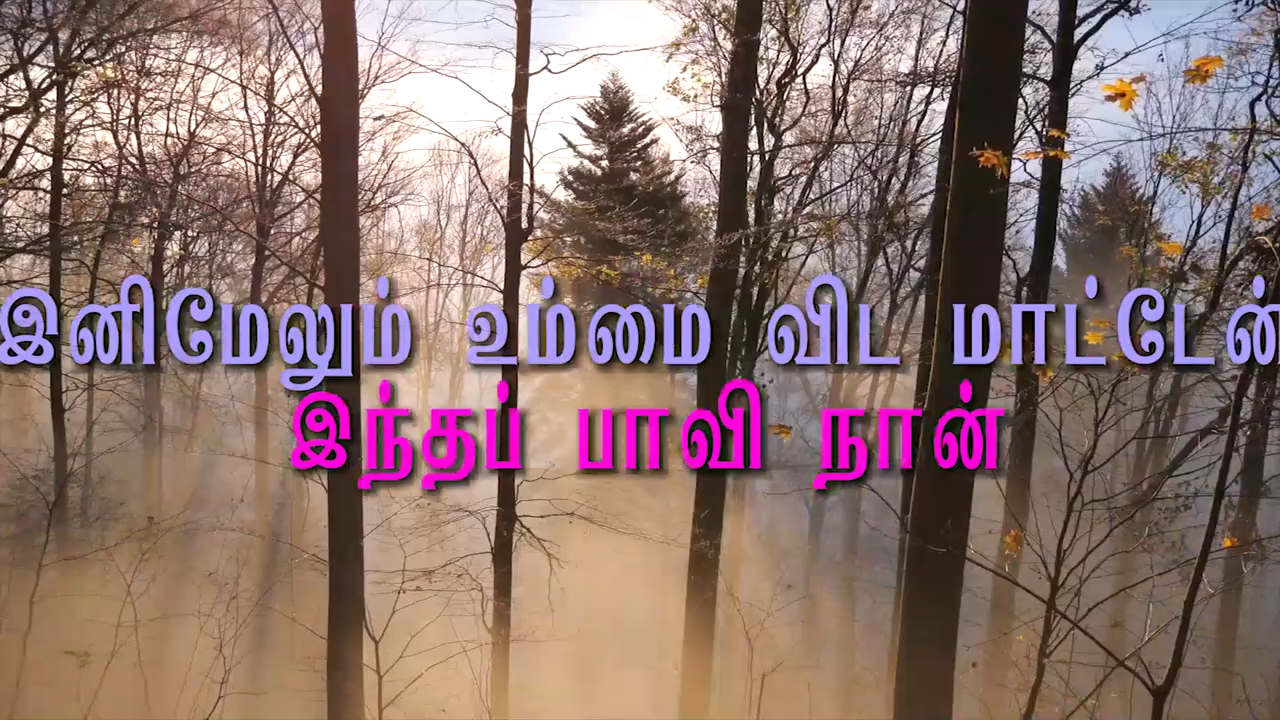 இனிமேலும் உம்மை விட மாட்டேன்
இந்தப் பாவி நான்